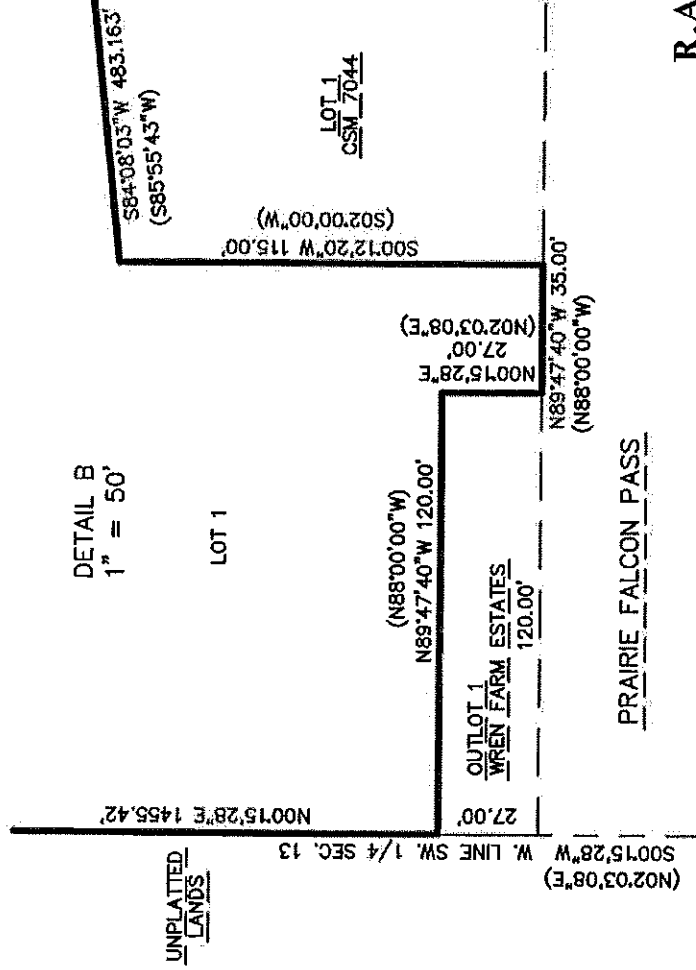 DETAIL B
1" = 50'
S84°08'03"W 483.163'
(S85°55'43"W)
LOT 1
LOT 1
CSM 7044
S00°12'20"W 115.00'
(S02°00'00"W)
N00°15'28"E
27.00'
(N02°03'08"E)
N89°47'40"W 35.00'
(N88°00'00"W)
(N88°00'00"W)
N89°47'40"W 120.00'
OUTLOT 1
WREN FARM ESTATES
120.00'
27.00'
N00°15'28"E 1455.42'
UNPLATTED
LANDS
W. LINE SW. 1/4 SEC. 13
S00°15'28"W
(N02°03'08"E)
PRAIRIE FALCON PASS
R.A